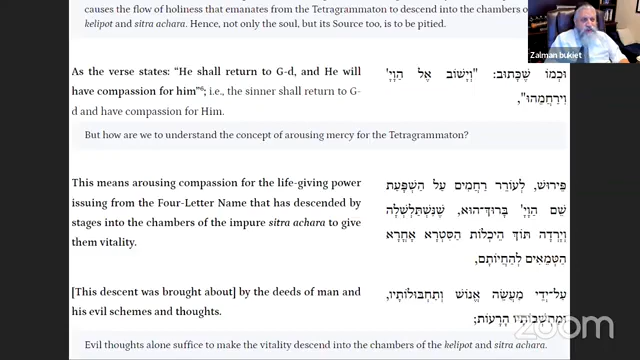 causes the flow of holiness that emanates from the Tetragrammaton to descend into the chambers of
kelipot and sitra achara. Hence, not only the soul, but its Source too, is to be pitied.
Zalman bukiet
As the verse states: “He shall return to G-d, and He will
have compassion for him”⁶; i.e., the sinner shall return to G-
d and have compassion for Him.
וּכְמוֹ שֶׁכָּתוּב: "וְיָשׁוֹב אֶל הַוָיָ'
וִירַחֲמֵהוּ",
But how are we to understand the concept of arousing mercy for the Tetragrammaton?
This means arousing compassion for the life-giving power
issuing from the Four-Letter Name that has descended by
stages into the chambers of the impure sitra achara to give
them vitality.
פֵּירוּשׁ, לְעוֹרֵר רַחֲמִים עַל הַשְׁפָּעַת
שֵׁם הַוָיָ' בָּרוּךְ־הוּא, שֶׁנִּשְׁתַּלְשְׁלָה
וְיָרְדָה תּוֹךְ הֵיכְלוֹת הַסִּטְרָא אָחֳרָא
הַטְּמֵאִים לְהַחֲיוֹתָם,
[This descent was brought about] by the deeds of man and
his evil schemes and thoughts.
עַל־יְדֵי מַעֲשֵׂה אֱנוֹשׁ וְתַחְבּוּלוֹתָיו,
וּמַחְשְׁבוֹתָיו הָרָעוֹת;
Evil thoughts alone suffice to make the vitality descend into the chambers of the kelipot and sitra achara.
zoom